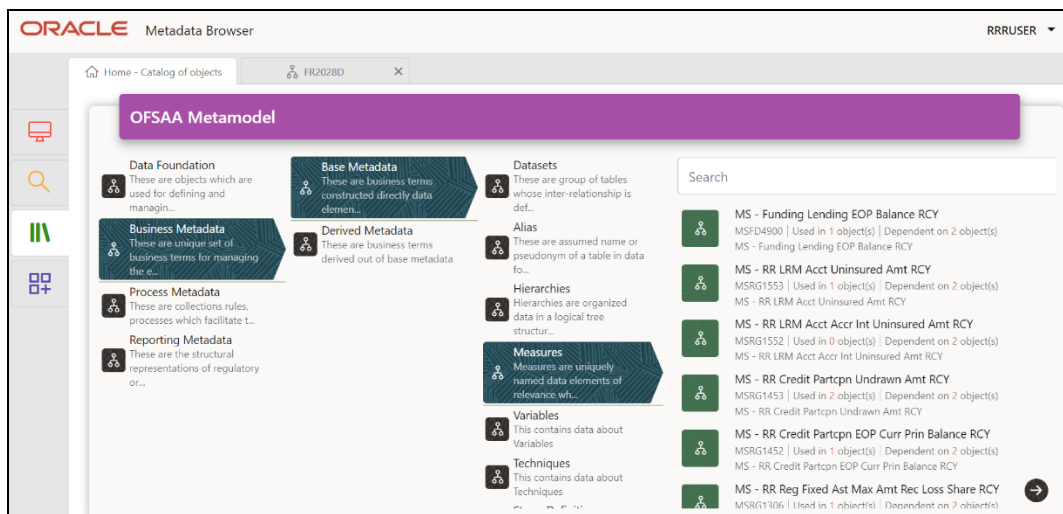 ORACLE Metadata Browser
RRRUSER
Home - Catalog of objects
FR2028D
OFSAA Metamodel
Data Foundation
These are objects which are
used for defining and
managin...
Business Metadata
These are unique set of
business terms for managing
the e...
Process Metadata
These are collections rules,
processes which facilitate t...
Reporting Metadata
These are the structural
representations of regulatory
or...
Base Metadata
These are business terms
constructed directly data
elemen...
Derived Metadata
These are business terms
derived out of base metadata
Datasets
These are group of tables
whose inter-relationship is
def...
Alias
These are assumed name or
pseudonym of a table in data
fo...
Hierarchies
Hierarchies are organized
data in a logical tree
structur...
Measures
Measures are uniquely
named data elements of
relevance wh...
Variables
This contains data about
Variables
Techniques
This contains data about
Techniques
Search
MS - Funding Lending EOP Balance RCY
MSFD4900 | Used in 1 object(s) | Dependent on 2 object(s)
MS - Funding Lending EOP Balance RCY
MS - RR LRM Acct Uninsured Amt RCY
MSRG1553 | Used in 1 object(s) | Dependent on 2 object(s)
MS - RR LRM Acct Uninsured Amt RCY
MS - RR LRM Acct Accr Int Uninsured Amt RCY
MSRG1552 | Used in 0 object(s) | Dependent on 2 object(s)
MS - RR LRM Acct Accr Int Uninsured Amt RCY
MS - RR Credit Partcpn Undrawn Amt RCY
MSRG1453 | Used in 2 object(s) | Dependent on 2 object(s)
MS - RR Credit Partcpn Undrawn Amt RCY
MS - RR Credit Partcpn EOP Curr Prin Balance RCY
MSRG1452 | Used in 1 object(s) | Dependent on 2 object(s)
MS - RR Credit Partcpn EOP Curr Prin Balance RCY
MS - RR Reg Fixed Ast Max Amt Rec Loss Share RCY
MSRG1306 | Used in 1 object(s) | Dependent on 2 object(s)